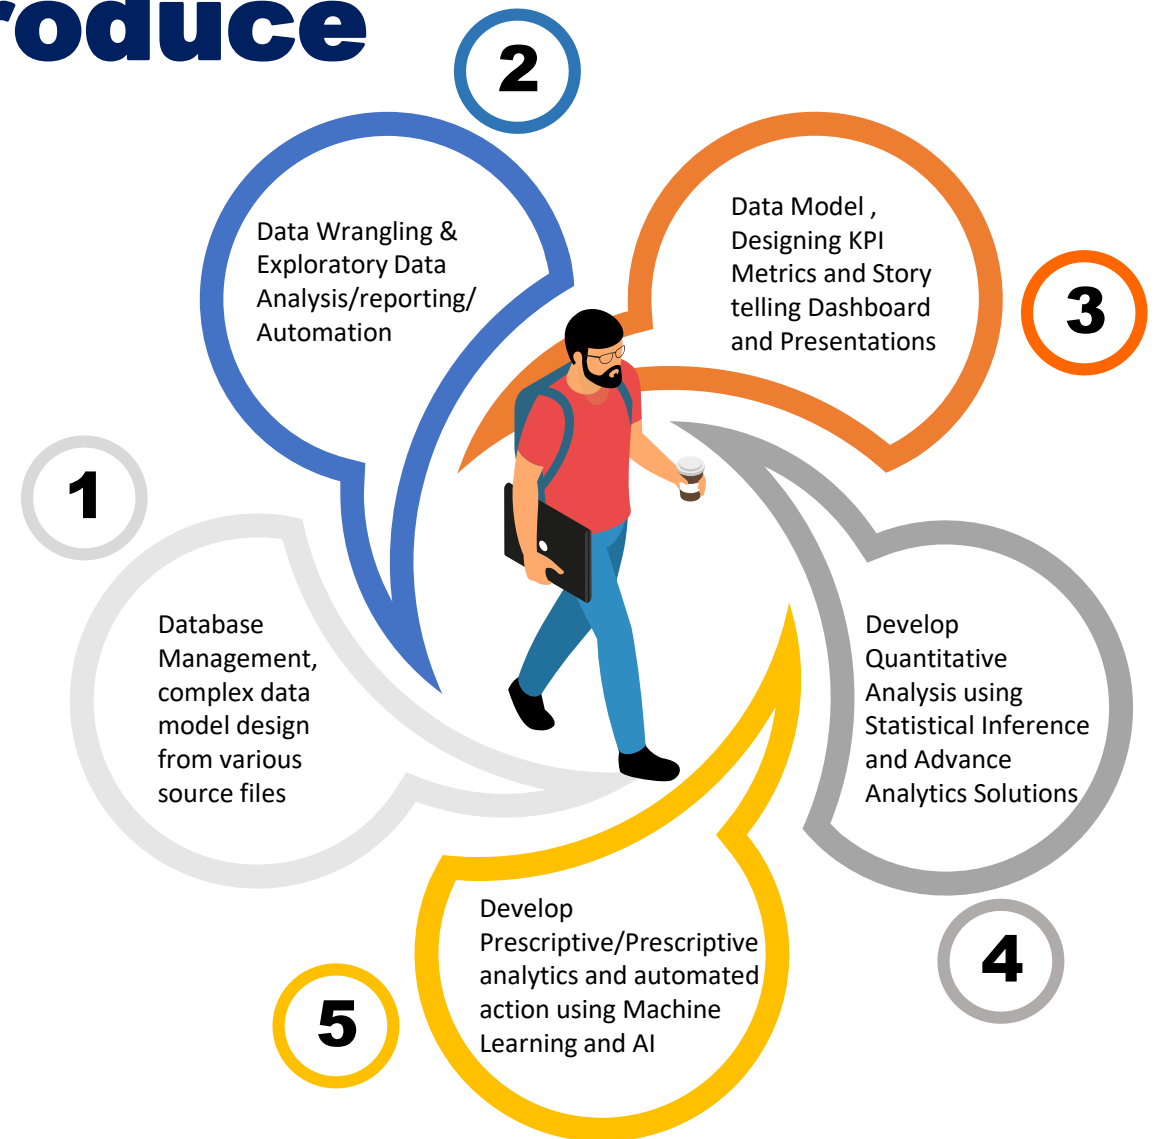 roduce
2
Data Wrangling &
Exploratory Data
Analysis/reporting/
Automation
Data Model ,
Designing KPI
Metrics and Story
telling Dashboard
and Presentations
3
1
Database
Management,
complex data
model design
from various
source files
Develop
Quantitative
Analysis using
Statistical Inference
and Advance
Analytics Solutions
4
Develop
Prescriptive/Prescriptive
analytics and automated
action using Machine
Learning and AI
5